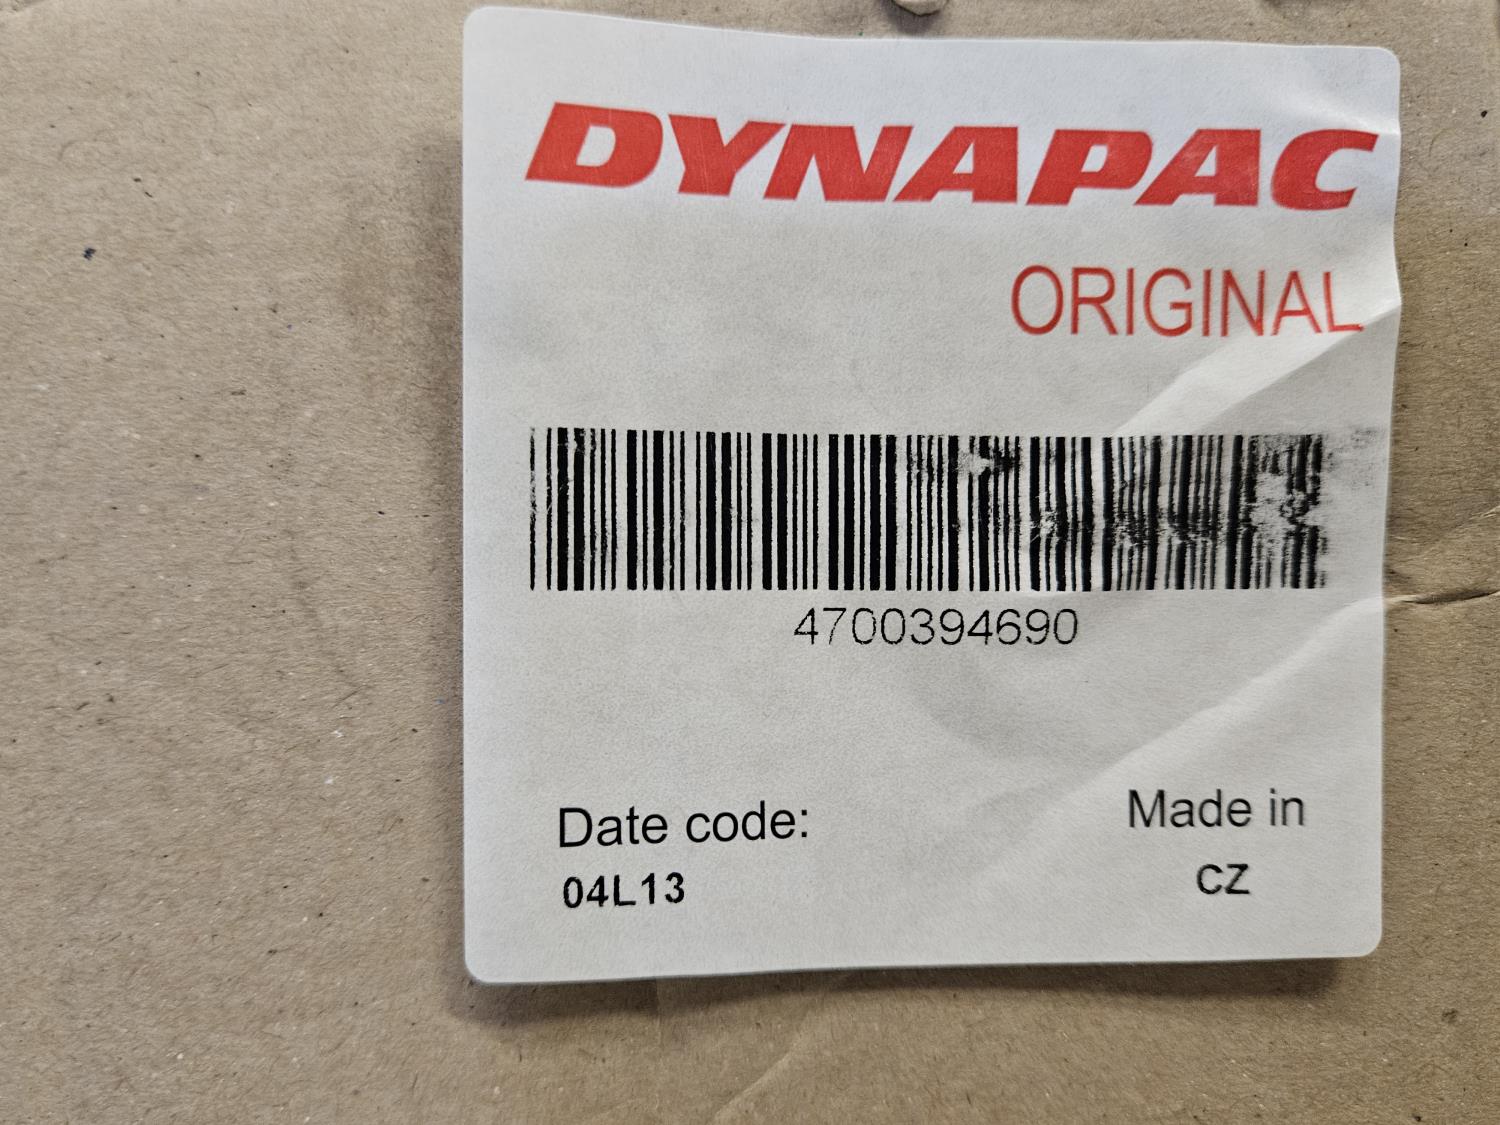 DYNAPAC
ORIGINAL
4700394690
Date code:
04L13
Made in
CZ